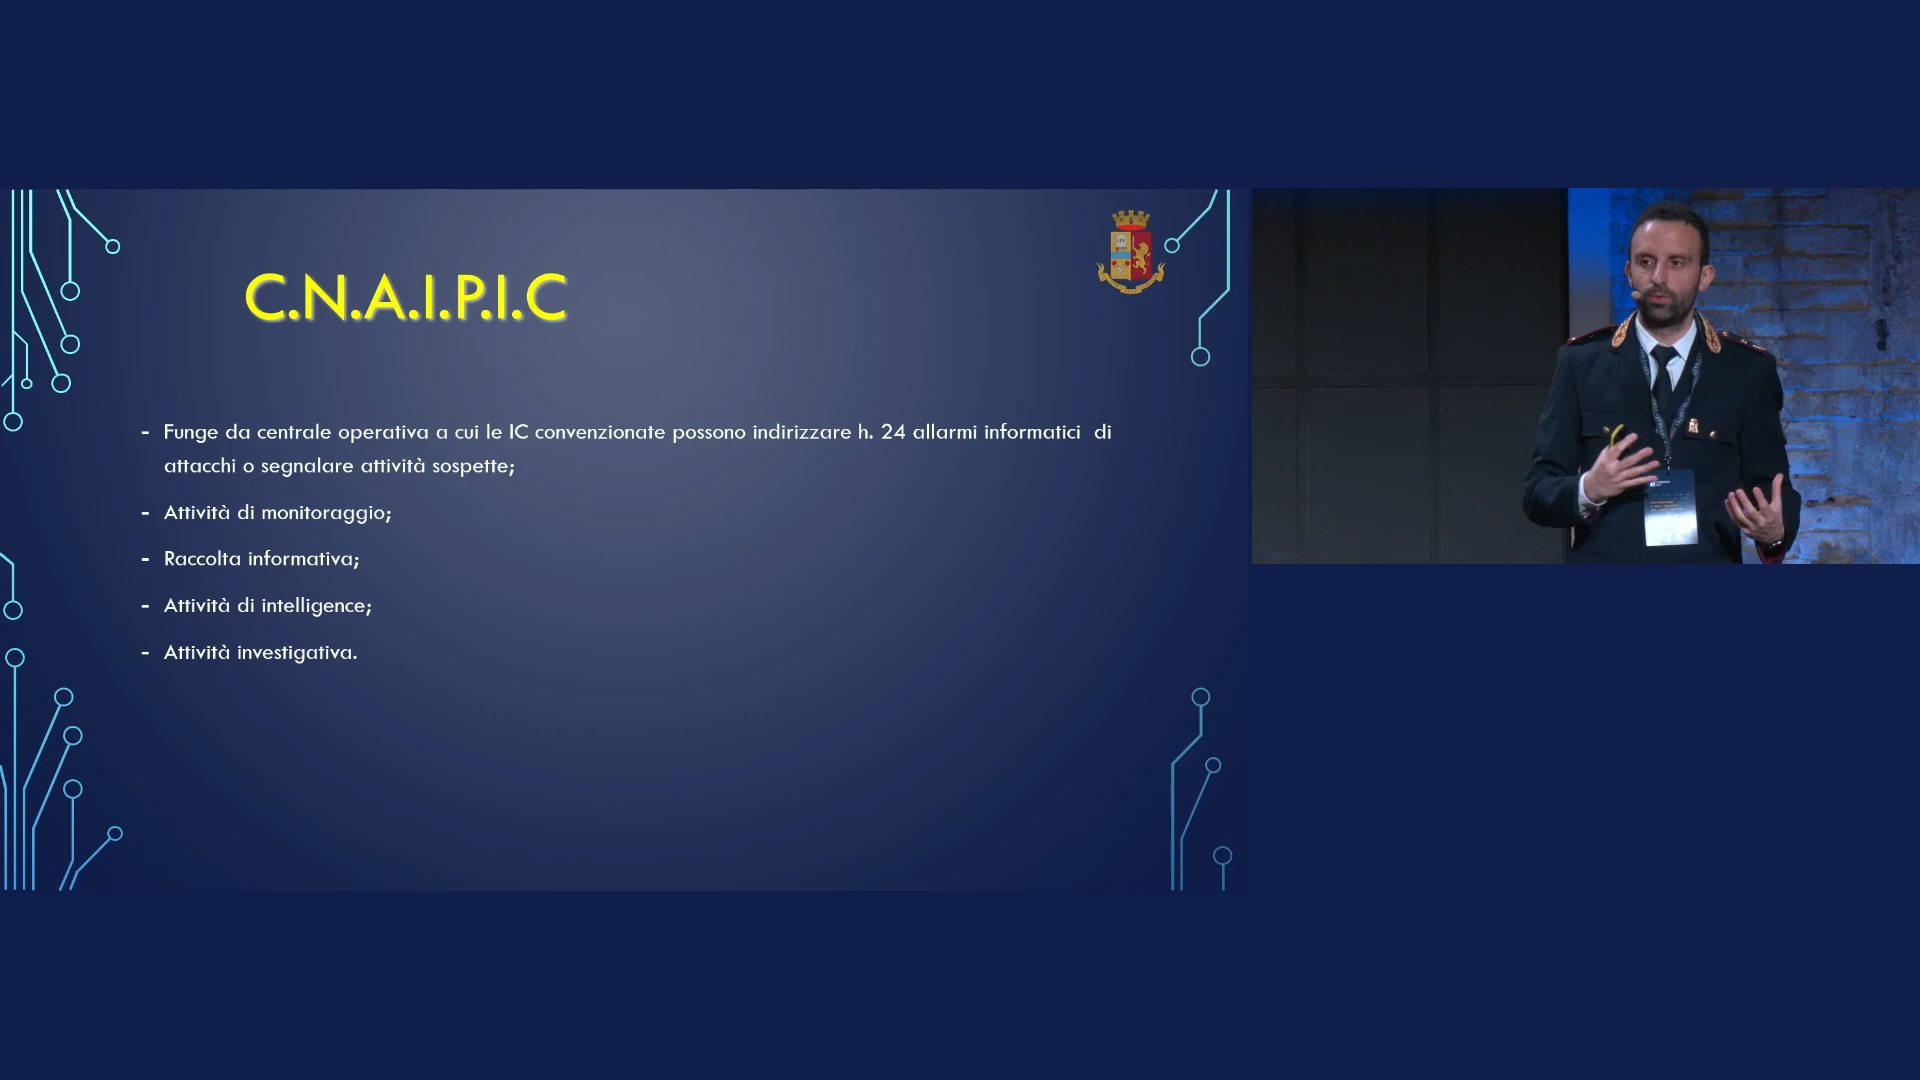 C.N.A.I.P.I.C
- Funge da centrale operativa a cui le IC convenzionate possono indirizzare h. 24 allarmi informatici  di
attacchi o segnalare attività sospette;
- Attività di monitoraggio;
- Raccolta informativa;
- Attività di intelligence;
- Attività investigativa.